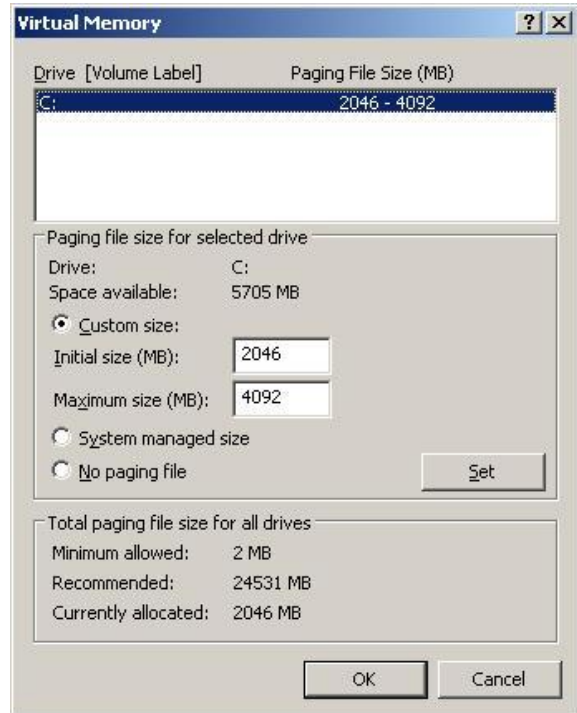 Virtual Memory
Drive [Volume Label] Paging File Size (MB)
C: 2046 - 4092
Paging file size for selected drive
Drive: C:
Space available: 5705 MB
Custom size:
Initial size (MB): 2046
Maximum size (MB): 4092
System managed size
No paging file Set
Total paging file size for all drives
Minimum allowed: 2 MB
Recommended: 24531 MB
Currently allocated: 2046 MB
OK Cancel